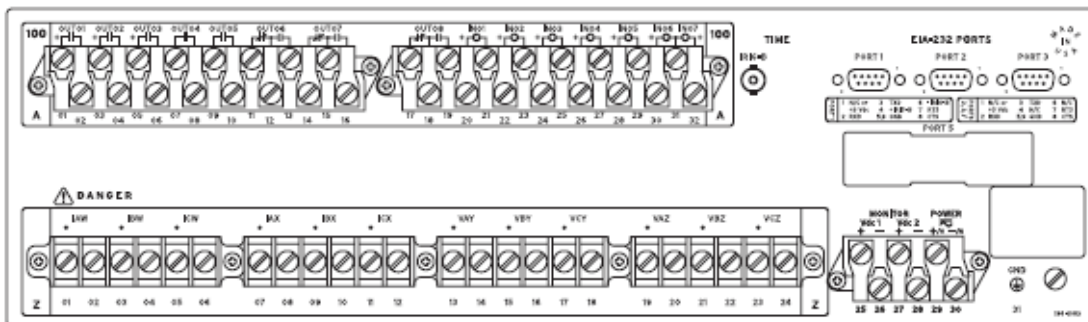 100 OUT01 OUT02 OUT03 OUT04 OUT05 OUT06 OUT07 OUT08 IN01 IN02 IN03 IN04 IN05 IN06 IN07 100
A 01 02 03 04 05 06 07 08 09 10 11 12 13 14 15 16 17 18 19 20 21 22 23 24 25 26 27 28 29 30 31 32 A
TIME
IRIG-B
EIA-232 PORTS
MADE IN USA
PORT 1 PORT 2 PORT 3
PORT 5
DANGER
IAW IBW ICW IAX IBX ICX VAY VBY VCY VAZ VBZ VCZ
Z 01 02 03 04 05 06 07 08 09 10 11 12 13 14 15 16 17 18 19 20 21 22 23 24 Z
MONITOR POWER
Vdc 1 Vdc 2
+ — + — +/H —/N
25 26 27 28 29 30
GND
31